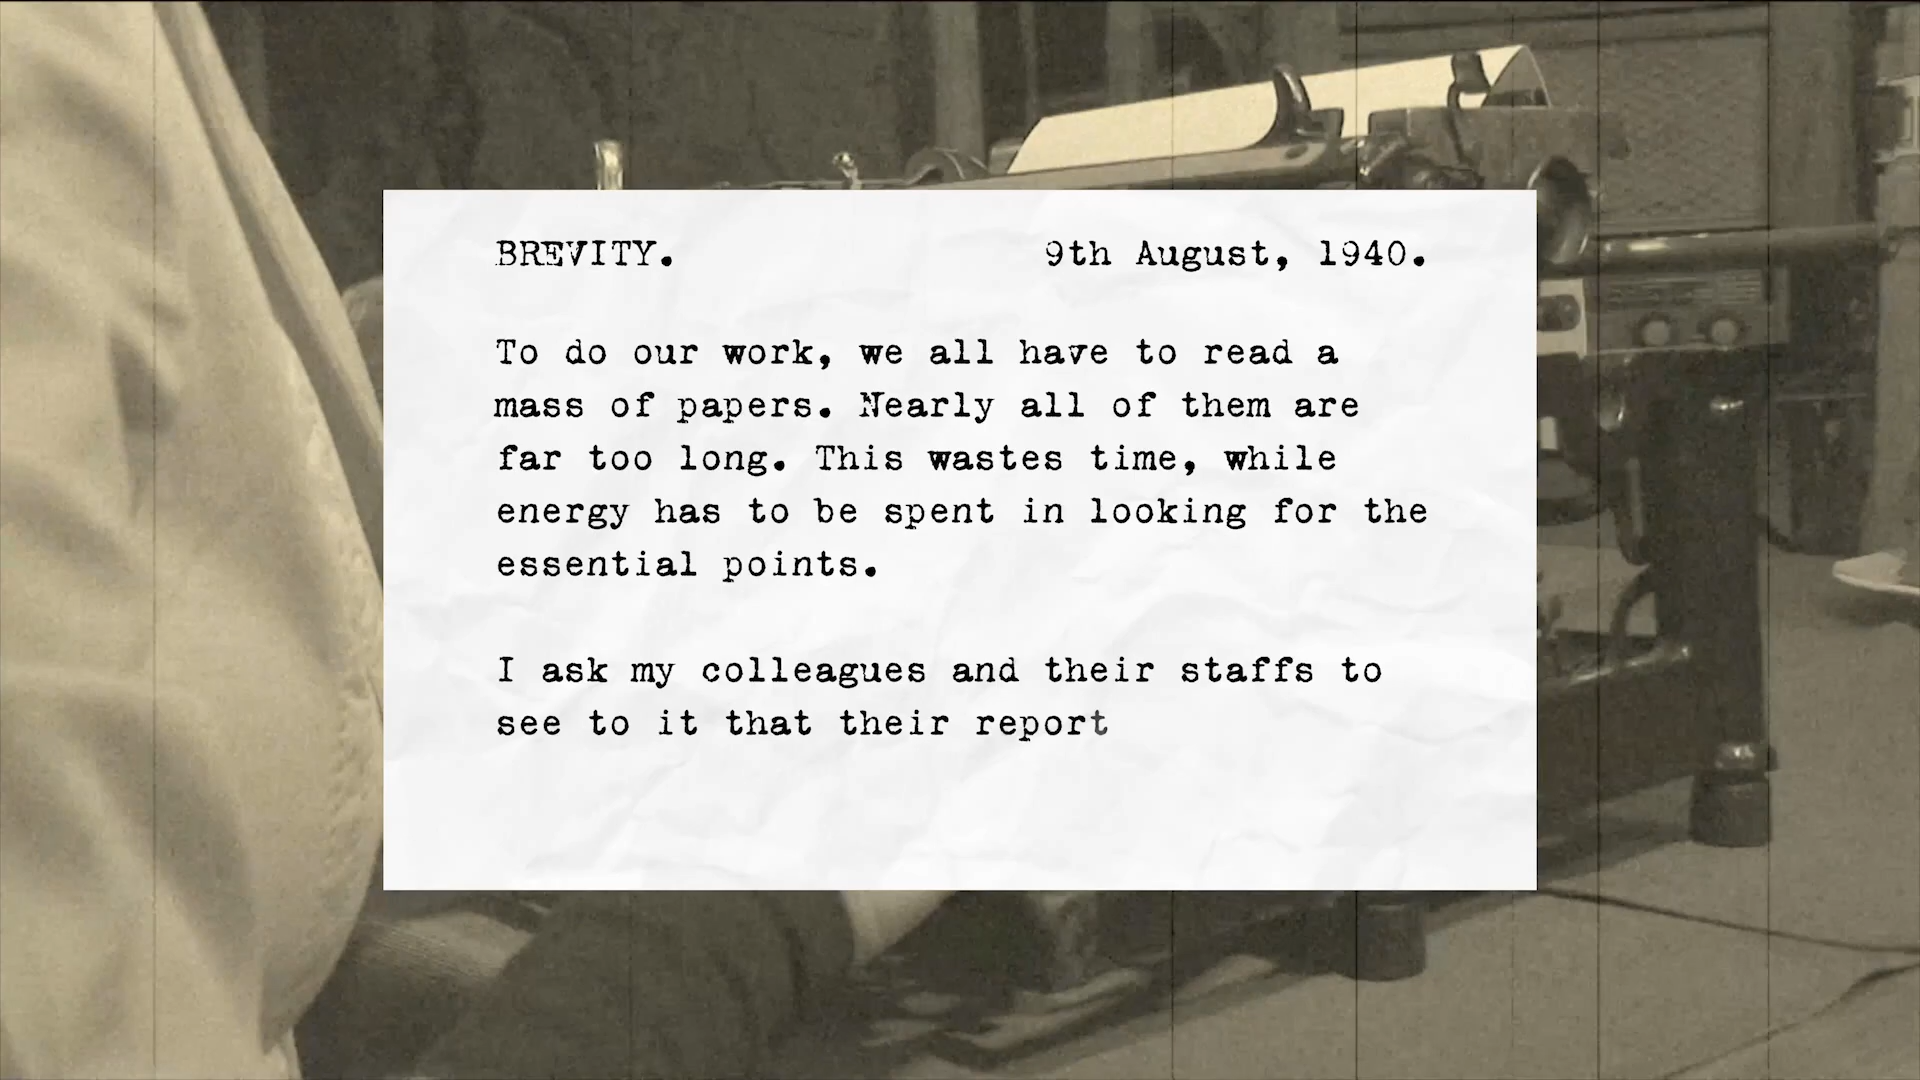 BREVITY. 9th August, 1940.
To do our work, we all have to read a
mass of papers. Nearly all of them are
far too long. This wastes time, while
energy has to be spent in looking for the
essential points.
I ask my colleagues and their staffs to
see to it that their report